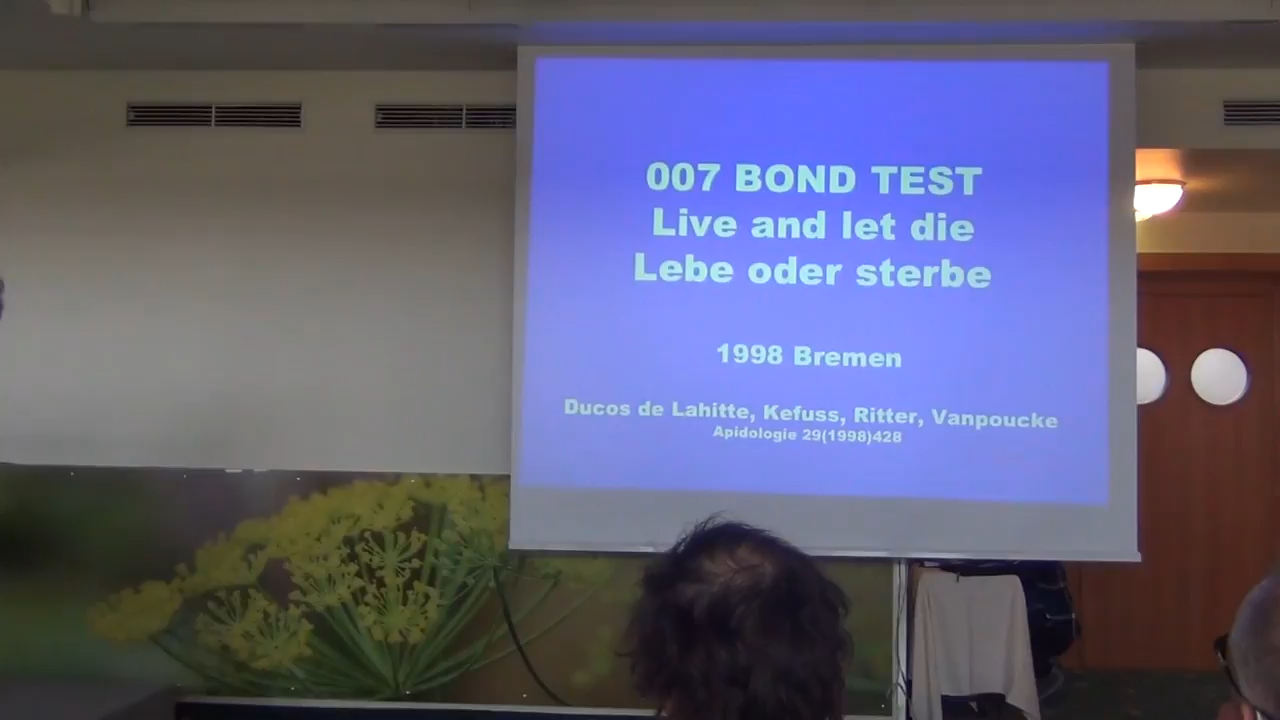 007 BOND TEST
Live and let die
Lebe oder sterbe
1998 Bremen
Ducos de Lahitte, Kefuss, Ritter, Vanpoucke
Apidologie 29(1998)428